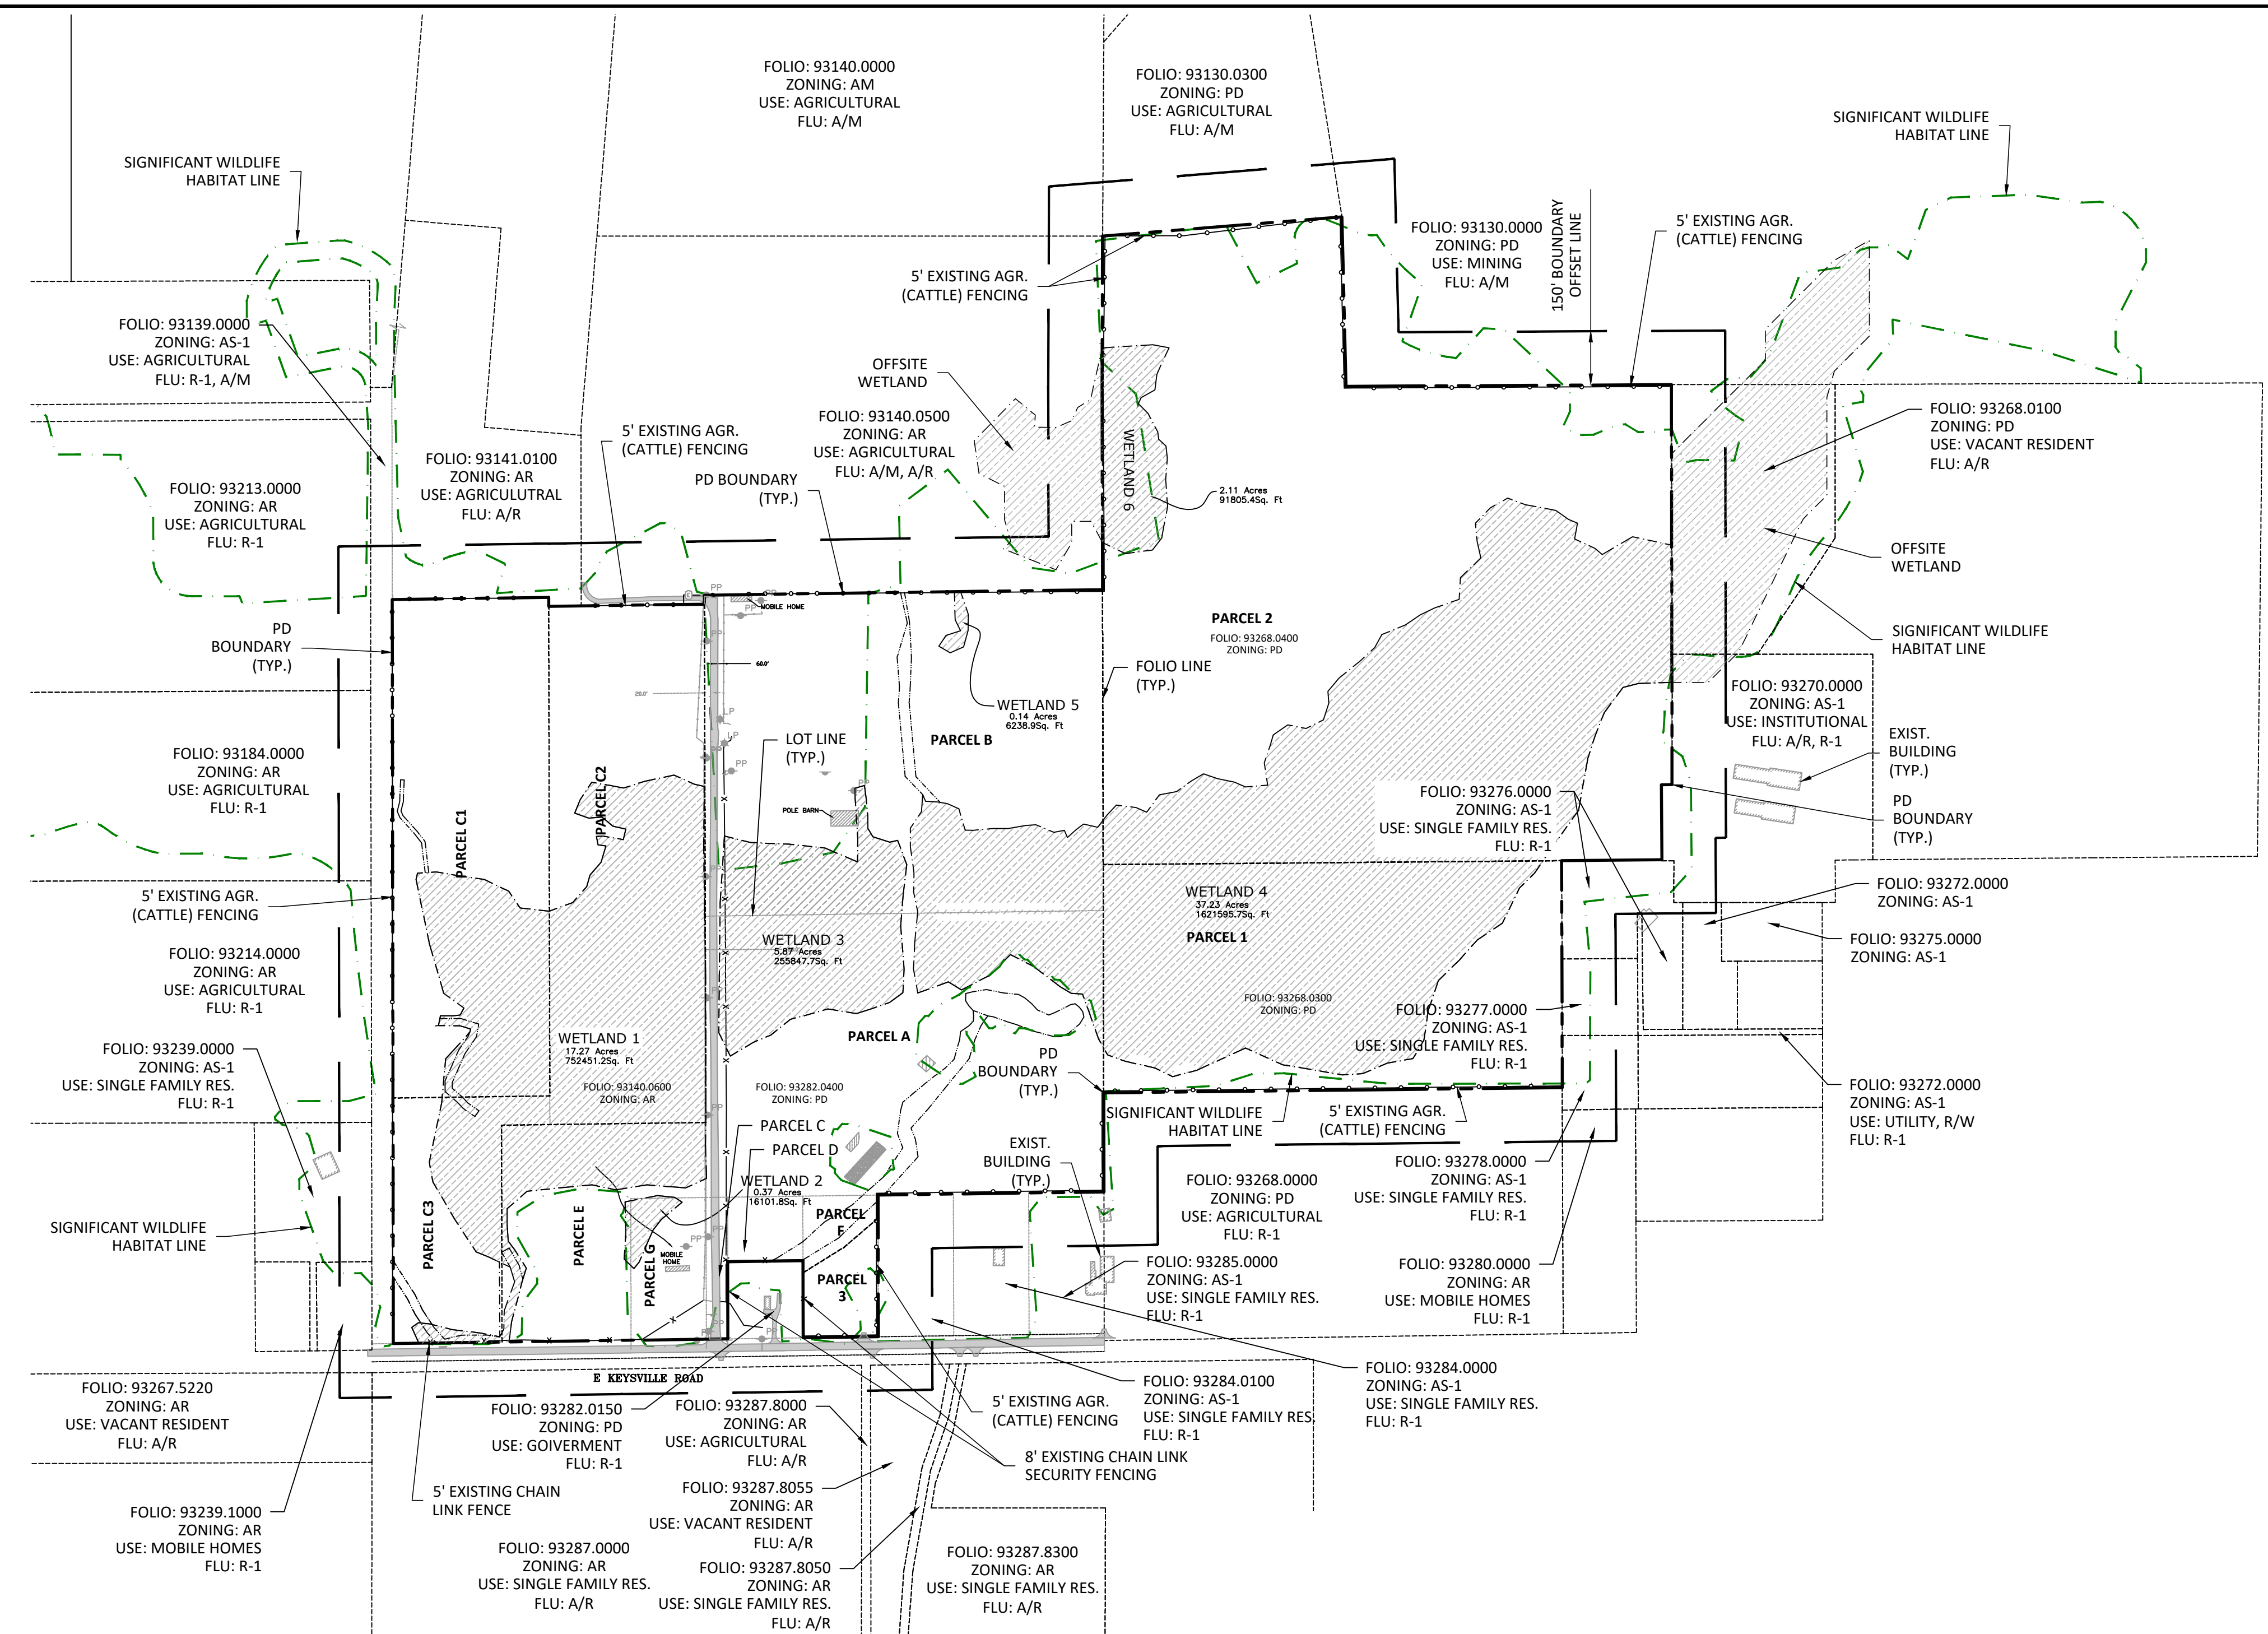 FOLIO: 93140.0000
ZONING: AM
USE: AGRICULTURAL
FLU: A/M
FOLIO: 93130.0300
ZONING: PD
USE: AGRICULTURAL
FLU: A/M
SIGNIFICANT WILDLIFE
HABITAT LINE
SIGNIFICANT WILDLIFE
HABITAT LINE
FOLIO: 93130.0000
ZONING: PD
USE: MINING
FLU: A/M
150' BOUNDARY
OFFSET LINE
5' EXISTING AGR.
(CATTLE) FENCING
5' EXISTING AGR.
(CATTLE) FENCING
FOLIO: 93139.0000
ZONING: AS-1
USE: AGRICULTURAL
FLU: R-1, A/M
OFFSITE
WETLAND
FOLIO: 93140.0500
ZONING: AR
USE: AGRICULTURAL
FLU: A/M, A/R
5' EXISTING AGR.
(CATTLE) FENCING
FOLIO: 93141.0100
ZONING: AR
USE: AGRICULUTRAL
FLU: A/R
PD BOUNDARY
(TYP.)
FOLIO: 93213.0000
ZONING: AR
USE: AGRICULTURAL
FLU: R-1
WETLAND 6
2.11 Acres
91805.4Sq. Ft
FOLIO: 93268.0100
ZONING: PD
USE: VACANT RESIDENT
FLU: A/R
OFFSITE
WETLAND
PP
PP
PP
MOBILE HOME
PP
60.0'
120.0'
LP
LP
PP
PP
PD
BOUNDARY
(TYP.)
PARCEL 2
FOLIO: 93268.0400
ZONING: PD
FOLIO LINE
(TYP.)
SIGNIFICANT WILDLIFE
HABITAT LINE
WETLAND 5
0.14 Acres
6238.9Sq. Ft
PARCEL B
LOT LINE
(TYP.)
FOLIO: 93270.0000
ZONING: AS-1
USE: INSTITUTIONAL
FLU: A/R, R-1
EXIST.
BUILDING
(TYP.)
PD
BOUNDARY
(TYP.)
FOLIO: 93184.0000
ZONING: AR
USE: AGRICULTURAL
FLU: R-1
PARCEL C1
PARCEL C2
POLE BARN
FOLIO: 93276.0000
ZONING: AS-1
USE: SINGLE FAMILY RES.
FLU: R-1
5' EXISTING AGR.
(CATTLE) FENCING
WETLAND 4
37.23 Acres
1621595.7Sq. Ft
PARCEL 1
FOLIO: 93272.0000
ZONING: AS-1
FOLIO: 93275.0000
ZONING: AS-1
WETLAND 3
5.87 Acres
255847.7Sq. Ft
FOLIO: 93214.0000
ZONING: AR
USE: AGRICULTURAL
FLU: R-1
FOLIO: 93268.0300
ZONING: PD
FOLIO: 93277.0000
ZONING: AS-1
USE: SINGLE FAMILY RES.
FLU: R-1
WETLAND 1
17.27 Acres
752451.2Sq. Ft
PARCEL A
PD
BOUNDARY
(TYP.)
FOLIO: 93239.0000
ZONING: AS-1
USE: SINGLE FAMILY RES.
FLU: R-1
FOLIO: 93140.0600
ZONING: AR
FOLIO: 93282.0400
ZONING: PD
FOLIO: 93272.0000
ZONING: AS-1
USE: UTILITY, R/W
FLU: R-1
SIGNIFICANT WILDLIFE
HABITAT LINE
5' EXISTING AGR.
(CATTLE) FENCING
PP
PARCEL C
PARCEL D
EXIST.
BUILDING
(TYP.)
FOLIO: 93278.0000
ZONING: AS-1
USE: SINGLE FAMILY RES.
FLU: R-1
FOLIO: 93268.0000
ZONING: PD
USE: AGRICULTURAL
FLU: R-1
WETLAND 2
0.37 Acres
16101.8Sq. Ft
PARCEL C3
PARCEL E
PARCEL G
PARCEL
F
PP
PP
MOBILE
HOME
SIGNIFICANT WILDLIFE
HABITAT LINE
PARCEL
3
FOLIO: 93285.0000
ZONING: AS-1
USE: SINGLE FAMILY RES.
FLU: R-1
FOLIO: 93280.0000
ZONING: AR
USE: MOBILE HOMES
FLU: R-1
PP
PP
E KEYSVILLE ROAD
FOLIO: 93267.5220
ZONING: AR
USE: VACANT RESIDENT
FLU: A/R
FOLIO: 93282.0150
ZONING: PD
USE: GOIVERMENT
FLU: R-1
FOLIO: 93287.8000
ZONING: AR
USE: AGRICULTURAL
FLU: A/R
5' EXISTING AGR.
(CATTLE) FENCING
FOLIO: 93284.0100
ZONING: AS-1
USE: SINGLE FAMILY RES.
FLU: R-1
FOLIO: 93284.0000
ZONING: AS-1
USE: SINGLE FAMILY RES.
FLU: R-1
8' EXISTING CHAIN LINK
SECURITY FENCING
5' EXISTING CHAIN
LINK FENCE
FOLIO: 93287.8055
ZONING: AR
USE: VACANT RESIDENT
FLU: A/R
FOLIO: 93239.1000
ZONING: AR
USE: MOBILE HOMES
FLU: R-1
FOLIO: 93287.0000
ZONING: AR
USE: SINGLE FAMILY RES.
FLU: A/R
FOLIO: 93287.8050
ZONING: AR
USE: SINGLE FAMILY RES.
FLU: A/R
FOLIO: 93287.8300
ZONING: AR
USE: SINGLE FAMILY RES.
FLU: A/R